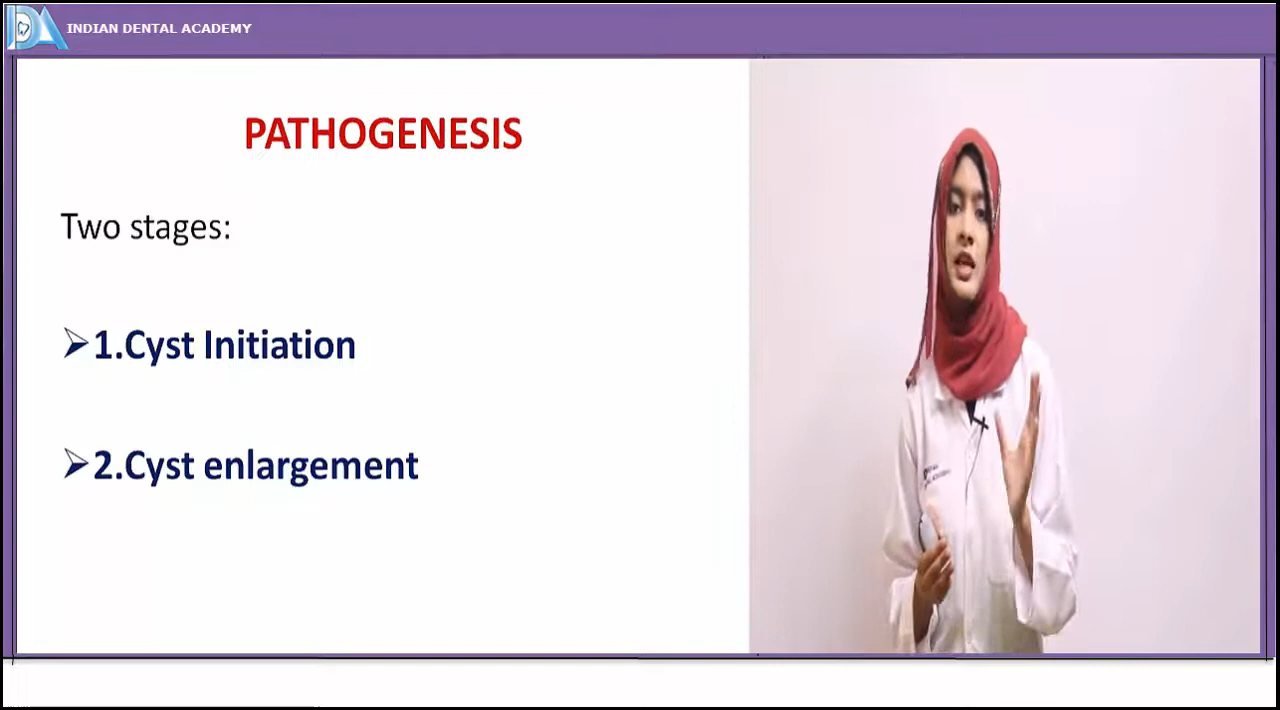 INDIAN DENTAL ACADEMY
PATHOGENESIS
Two stages:
➢1.Cyst Initiation
➢2.Cyst enlargement